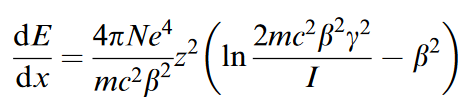 dE/dx = 4πNe⁴/mc²β² z² (ln 2mc²β²γ²/I − β²)